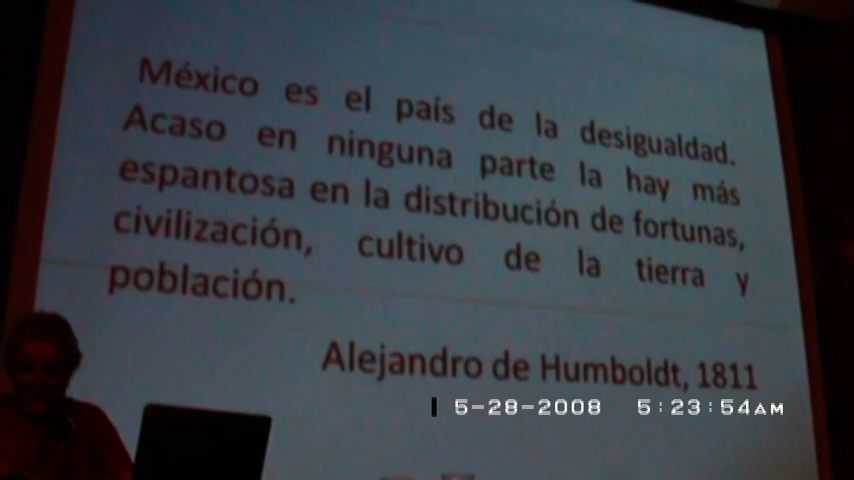 México es el país de la desigualdad.
Acaso en ninguna parte la hay más
espantosa en la distribución de fortunas,
civilización, cultivo de la tierra y
población.
Alejandro de Humboldt, 1811
5-28-2008 5:23:54AM